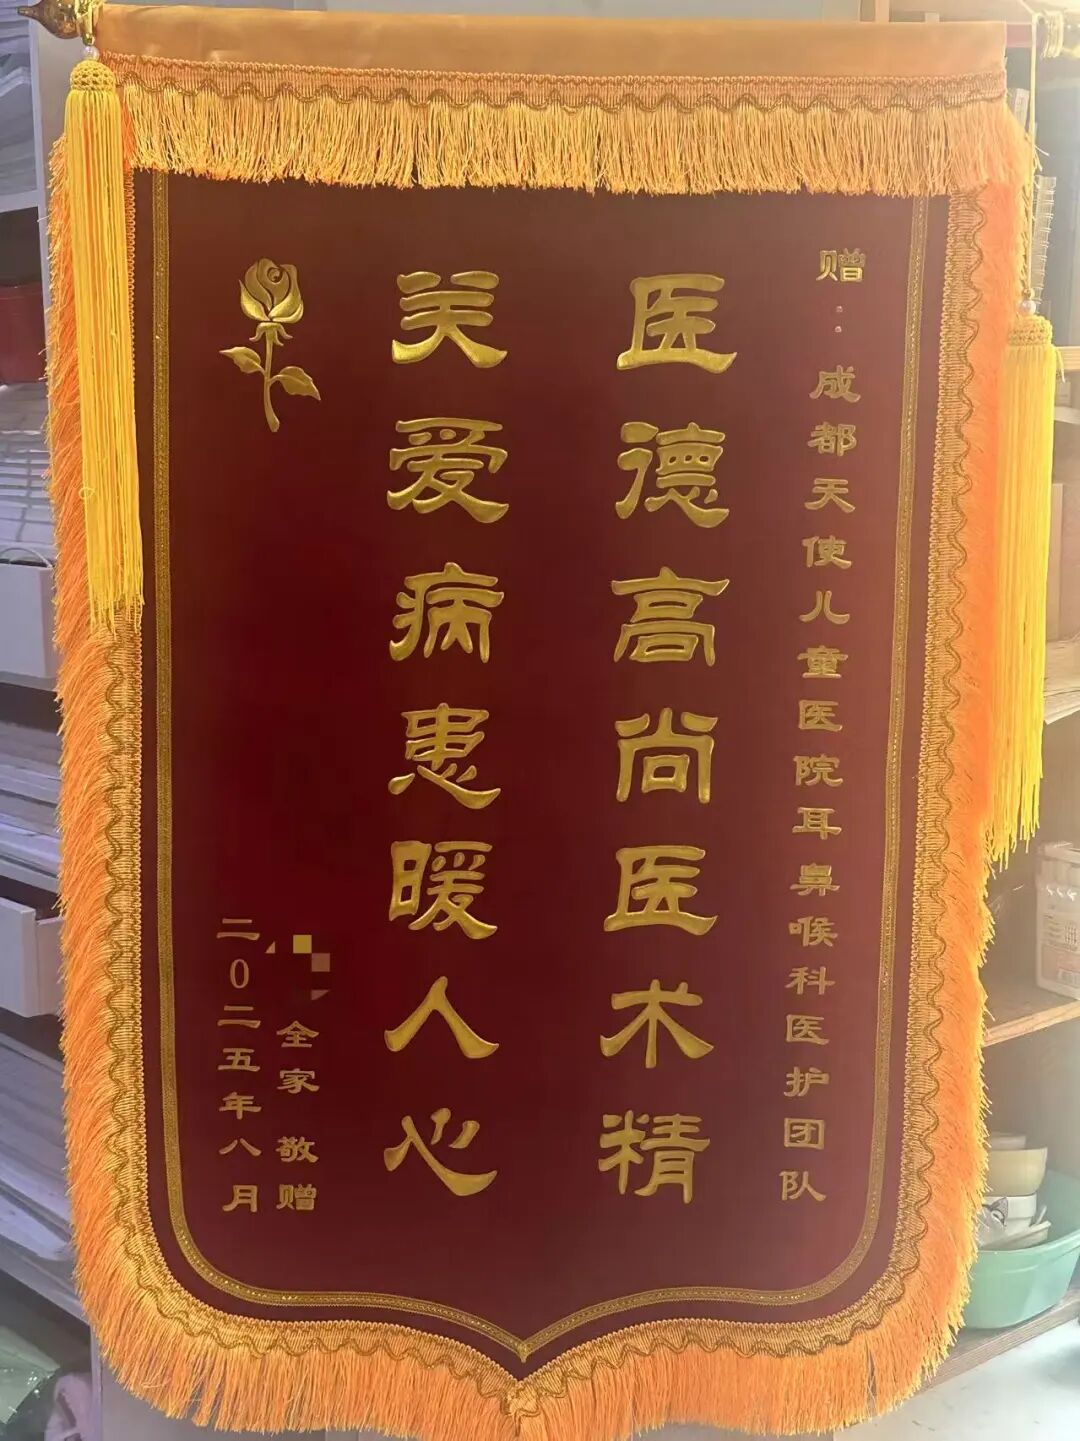 赠：成都天使儿童医院耳鼻喉科医护团队
医德高尚医术精
关爱病患暖人心
全家 敬赠
二0二五年八月